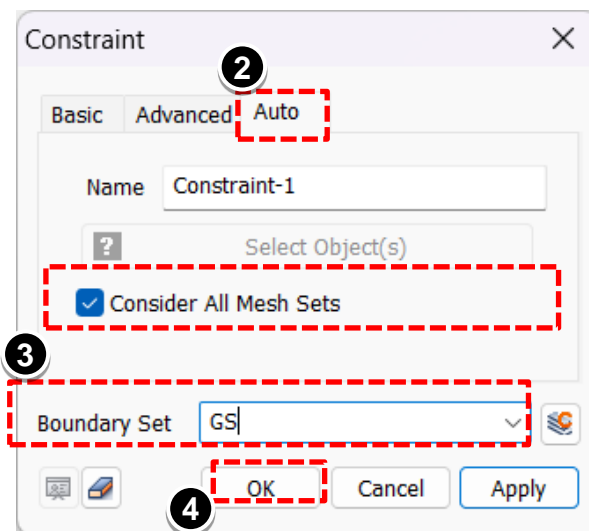 Constraint
2
Basic Advanced Auto
Name Constraint-1
? Select Object(s)
Consider All Mesh Sets
3
Boundary Set GS
OK Cancel Apply
4